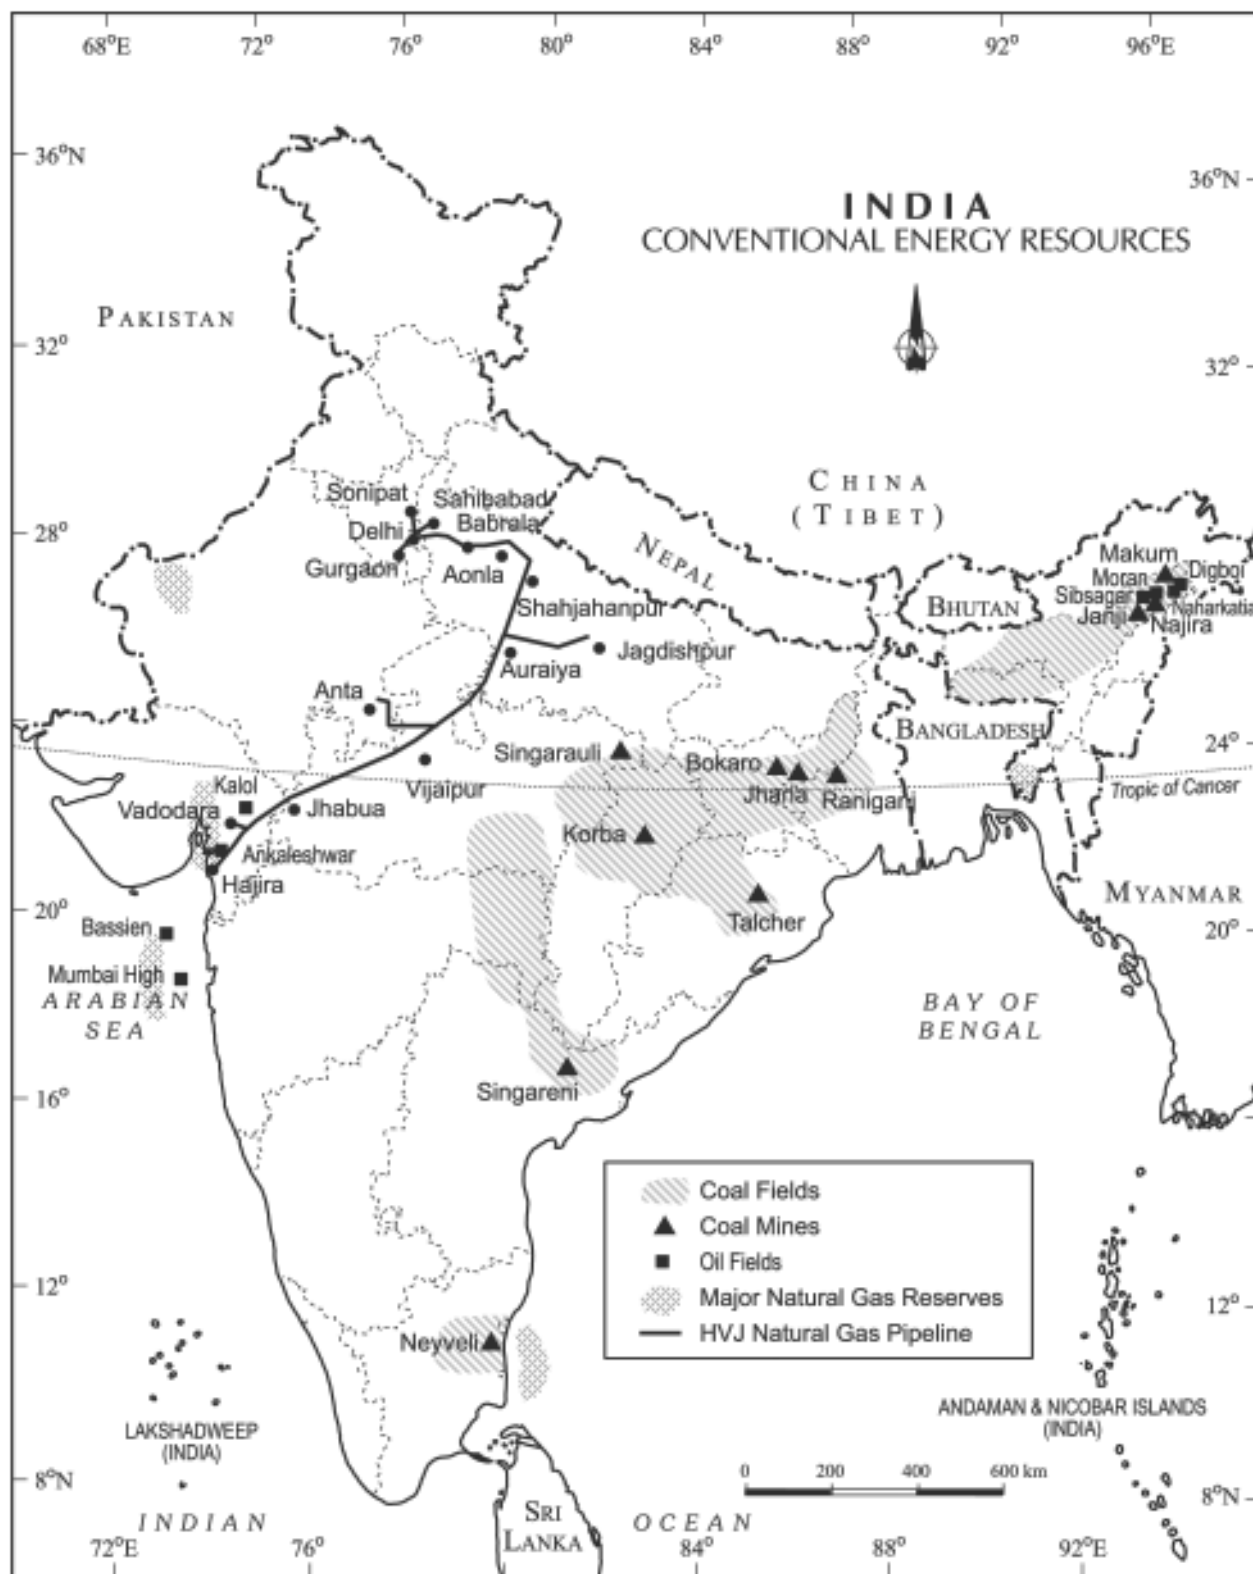 68°E 72° 76° 80° 84° 88° 92° 96°E
36°N
36°N
INDIA
CONVENTIONAL ENERGY RESOURCES
PAKISTAN
32°
32°
CHINA
(TIBET)
Sonipat
Sahibabad
Delhi
Babrala
28°
28°
NEPAL
Makum
Gurgaon
Aonla
Moran
Digboi
BHUTAN
Sibsagar
Naharkatia
Shahjahanpur
Janji
Najira
Auraiya
Jagdishpur
Anta
BANGLADESH
24°
Singarauli
Bokaro
Kalol
Vijaipur
Jharia
Raniganj
Tropic of Cancer
Vadodara
Jhabua
Korba
Ankaleshwar
Hajira
MYANMAR
20°
Bassien
Talcher
20°
Mumbai High
ARABIAN
SEA
BAY OF
BENGAL
16°
Singareni
Coal Fields
Coal Mines
Oil Fields
Major Natural Gas Reserves
HVJ Natural Gas Pipeline
12°
12°
Neyveli
LAKSHADWEEP
(INDIA)
ANDAMAN & NICOBAR ISLANDS
(INDIA)
0 200 400 600 km
8°N
8°N
INDIAN
SRI
LANKA
OCEAN
72°E 76° 84° 88° 92°E